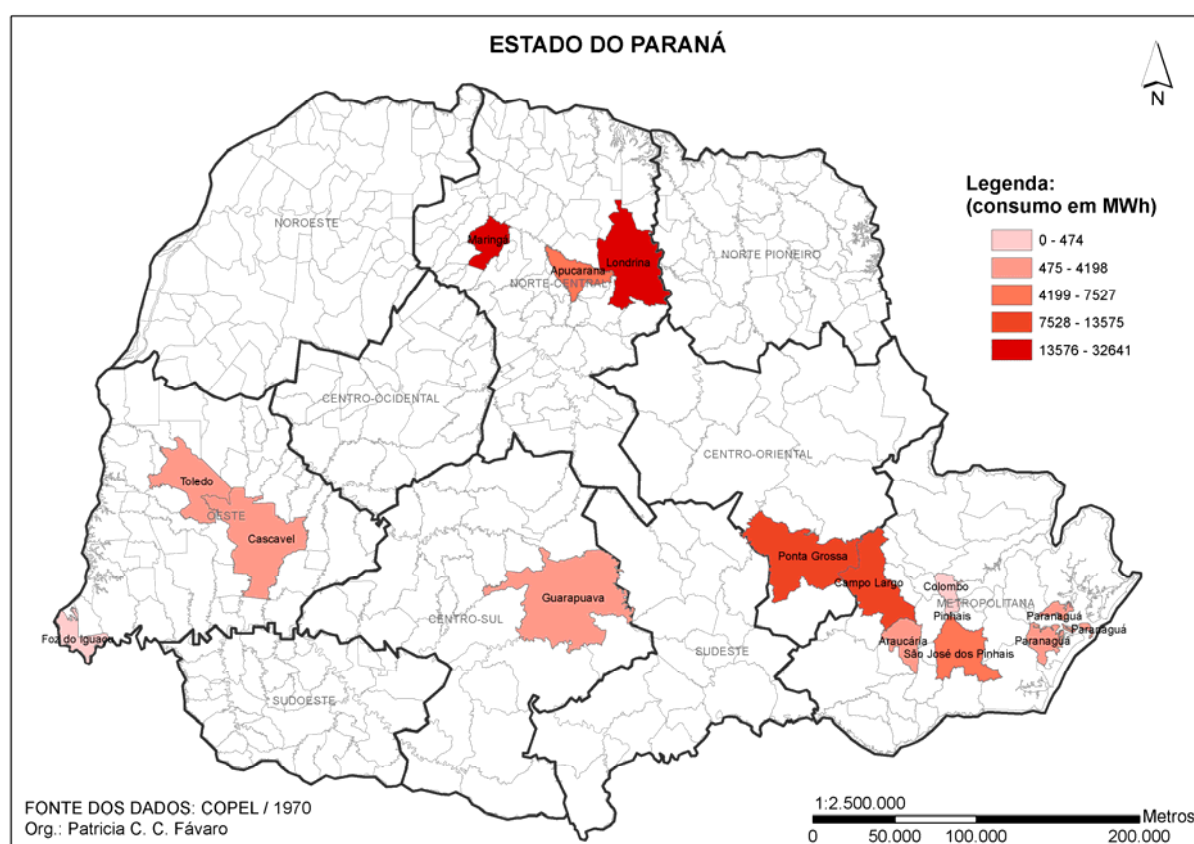 ESTADO DO PARANÁ
N
Legenda:
(consumo em MWh)
0 - 474
475 - 4198
4199 - 7527
7528 - 13575
13576 - 32641
NOROESTE
Maringá
Londrina
Apucarana
NORTE-CENTRAL
NORTE PIONEIRO
CENTRO-OCIDENTAL
CENTRO-ORIENTAL
Toledo
OESTE
Cascavel
Ponta Grossa
Campo Largo
Colombo
Guarapuava
METROPOLITANA
CENTRO-SUL
Pinhais
Paranaguá
Paranaguá
Foz do Iguaçu
Araucária
Paranaguá
São José dos Pinhais
SUDESTE
SUDOESTE
FONTE DOS DADOS: COPEL / 1970
Org.: Patricia C. C. Fávaro
1:2.500.000
Metros
0 50.000 100.000 200.000